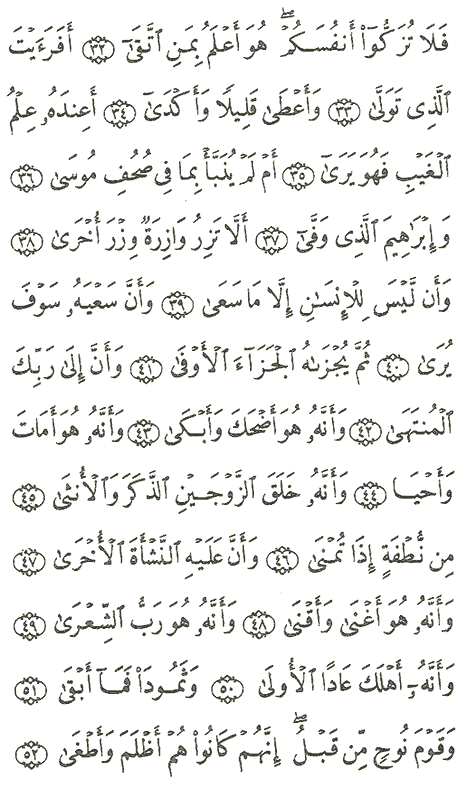 فَلَا تُزَكُّوٓا۟ أَنفُسَكُمْ ۖ هُوَ أَعْلَمُ بِمَنِ ٱتَّقَىٰٓ ٣٢ أَفَرَءَيْتَ
ٱلَّذِى تَوَلَّىٰ ٣٣ وَأَعْطَىٰ قَلِيلًا وَأَكْدَىٰٓ ٣٤ أَعِندَهُۥ عِلْمُ
ٱلْغَيْبِ فَهُوَ يَرَىٰٓ ٣٥ أَمْ لَمْ يُنَبَّأْ بِمَا فِى صُحُفِ مُوسَىٰ ٣٦
وَإِبْرَٰهِيمَ ٱلَّذِى وَفَّىٰٓ ٣٧ أَلَّا تَزِرُ وَازِرَةٌ وِزْرَ أُخْرَىٰ ٣٨
وَأَن لَّيْسَ لِلْإِنسَٰنِ إِلَّا مَا سَعَىٰ ٣٩ وَأَنَّ سَعْيَهُۥ سَوْفَ
يُرَىٰ ٤٠ ثُمَّ يُجْزَىٰهُ ٱلْجَزَآءَ ٱلْأَوْفَىٰ ٤١ وَأَنَّ إِلَىٰ رَبِّكَ
ٱلْمُنتَهَىٰ ٤٢ وَأَنَّهُۥ هُوَ أَضْحَكَ وَأَبْكَىٰ ٤٣ وَأَنَّهُۥ هُوَ أَمَاتَ
وَأَحْيَا ٤٤ وَأَنَّهُۥ خَلَقَ ٱلزَّوْجَيْنِ ٱلذَّكَرَ وَٱلْأُنثَىٰ ٤٥
مِن نُّطْفَةٍ إِذَا تُمْنَىٰ ٤٦ وَأَنَّ عَلَيْهِ ٱلنَّشْأَةَ ٱلْأُخْرَىٰ ٤٧
وَأَنَّهُۥ هُوَ أَغْنَىٰ وَأَقْنَىٰ ٤٨ وَأَنَّهُۥ هُوَ رَبُّ ٱلشِّعْرَىٰ ٤٩
وَأَنَّهُۥٓ أَهْلَكَ عَادًا ٱلْأُولَىٰ ٥٠ وَثَمُودَا۟ فَمَآ أَبْقَىٰ ٥١
وَقَوْمَ نُوحٍ مِّن قَبْلُ ۖ إِنَّهُمْ كَانُوا۟ هُمْ أَظْلَمَ وَأَطْغَىٰ ٥٢